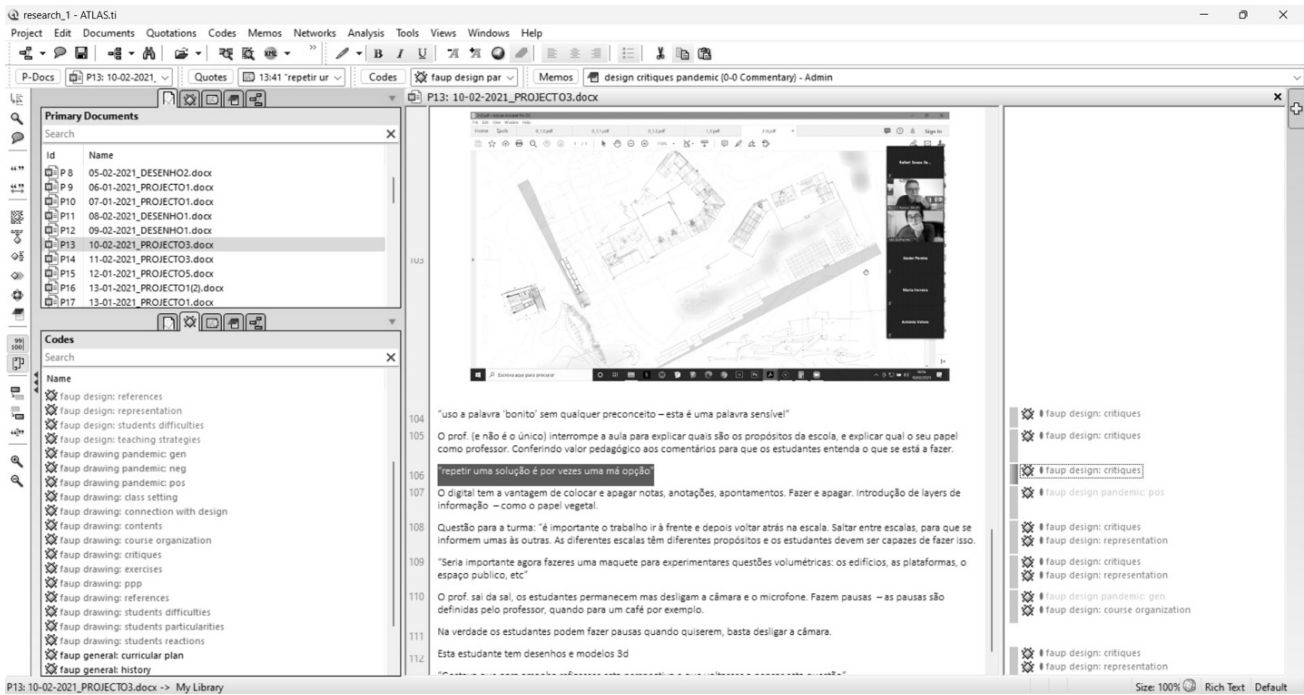 research_1 - ATLAS.ti
Project Edit Documents Quotations Codes Memos Networks Analysis Tools Views Windows Help
B I U
P-Docs P13: 10-02-2021_ Quotes 13:41 "repetir ur Codes faup design par Memos design critiques pandemic {0-0 Commentary} - Admin
P13: 10-02-2021_PROJECTO3.docx
Primary Documents
Search
Id Name
P 8 05-02-2021_DESENHO2.docx
P 9 06-01-2021_PROJECTO1.docx
P10 07-01-2021_PROJECTO1.docx
P11 08-02-2021_DESENHO1.docx
P12 09-02-2021_DESENHO1.docx
P13 10-02-2021_PROJECTO3.docx
P14 11-02-2021_PROJECTO3.docx
P15 12-01-2021_PROJECTO5.docx
P16 13-01-2021_PROJECTO1(2).docx
P17 13-01-2021_PROJECTO1.docx
Codes
Search
Name
faup design: references
faup design: representation
faup design: students difficulties
faup design: teaching strategies
faup drawing pandemic: gen
faup drawing pandemic: neg
faup drawing pandemic: pos
faup drawing: class setting
faup drawing: connection with design
faup drawing: contents
faup drawing: course organization
faup drawing: critiques
faup drawing: exercises
faup drawing: ppp
faup drawing: references
faup drawing: students difficulties
faup drawing: students particularities
faup drawing: students reactions
faup general: curricular plan
faup general: history
Home Tools
Sign In
Escreva aqui para procurar
103
104 "uso a palavra 'bonito' sem qualquer preconceito – esta é uma palavra sensível"
105 O prof. (e não é o único) interrompe a aula para explicar quais são os propósitos da escola, e explicar qual o seu papel
como professor. Conferindo valor pedagógico aos comentários para que os estudantes entenda o que se está a fazer.
106 "repetir uma solução é por vezes uma má opção"
107 O digital tem a vantagem de colocar e apagar notas, anotações, apontamentos. Fazer e apagar. Introdução de layers de
informação – como o papel vegetal.
108 Questão para a turma: "é importante o trabalho ir à frente e depois voltar atrás na escala. Saltar entre escalas, para que se
informem umas às outras. As diferentes escalas têm diferentes propósitos e os estudantes devem ser capazes de fazer isso.
109 "Seria importante agora fazeres uma maquete para experimentares questões volumétricas: os edifícios, as plataformas, o
espaço publico, etc"
110 O prof. sai da sal, os estudantes permanecem mas desligam a câmara e o microfone. Fazem pausas – as pausas são
definidas pelo professor, quando para um café por exemplo.
111 Na verdade os estudantes podem fazer pausas quando quiserem, basta desligar a câmara.
112 Esta estudante tem desenhos e modelos 3d
faup design: critiques
faup design: critiques
faup design: critiques
faup design pandemic: pos
faup design: critiques
faup design: representation
faup design: critiques
faup design: representation
faup design pandemic: gen
faup design: course organization
faup design: critiques
faup design: representation
P13: 10-02-2021_PROJECTO3.docx -> My Library
Size: 100% Rich Text Default